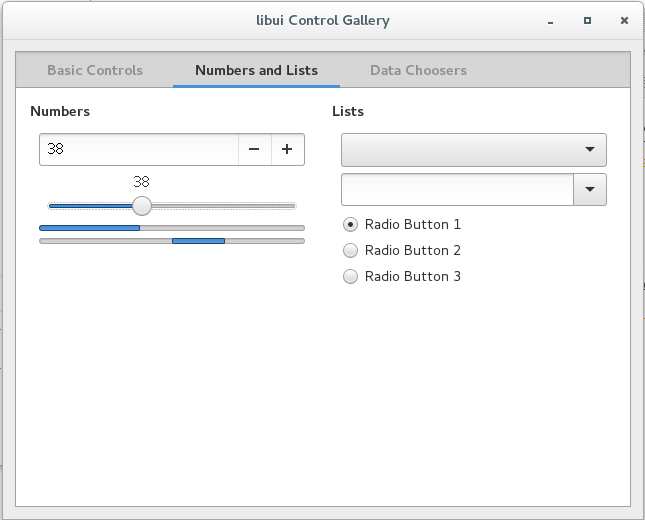 libui Control Gallery
Basic Controls Numbers and Lists Data Choosers
Numbers
38
38
Lists
Radio Button 1
Radio Button 2
Radio Button 3